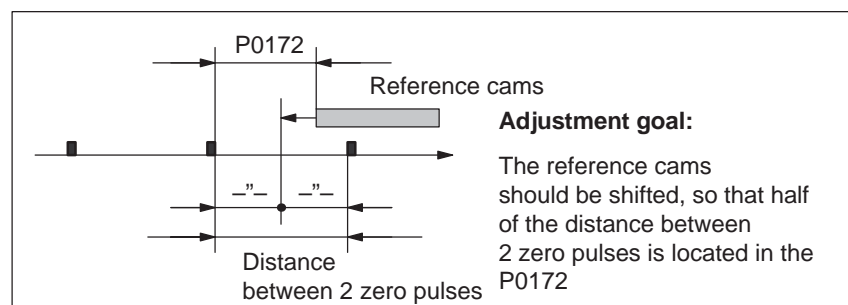 P0172
Reference cams
Adjustment goal:
The reference cams
should be shifted, so that half
of the distance between
2 zero pulses is located in the
P0172
–”– –”–
Distance
between 2 zero pulses